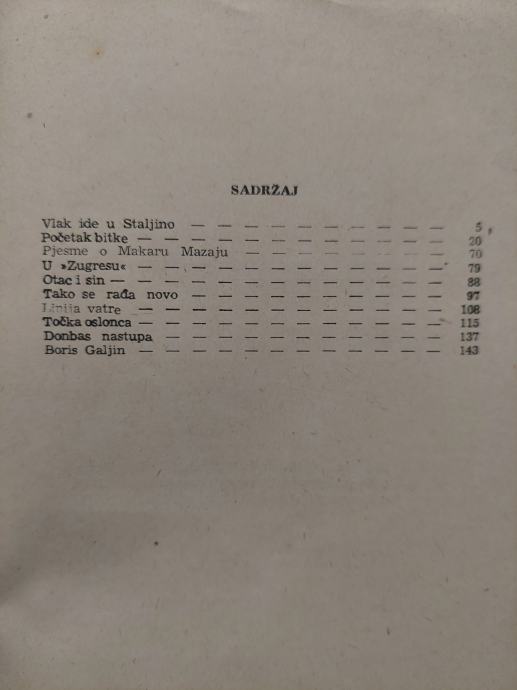 SADRŽAJ
Vlak ide u Staljino — — — — — — — — — — 5
Početak bitke — — — — — — — — — — — — 20
Pjesme o Makaru Mazaju — — — — — — — — 70
U »Zugresu« — — — — — — — — — — — — 79
Otac i sin — — — — — — — — — — — — — 88
Tako se rađa novo — — — — — — — — — — 97
Linija vatre — — — — — — — — — — — — 108
Točka oslonca — — — — — — — — — — — — 115
Donbas nastupa — — — — — — — — — — — 137
Boris Galjin — — — — — — — — — — — — 143